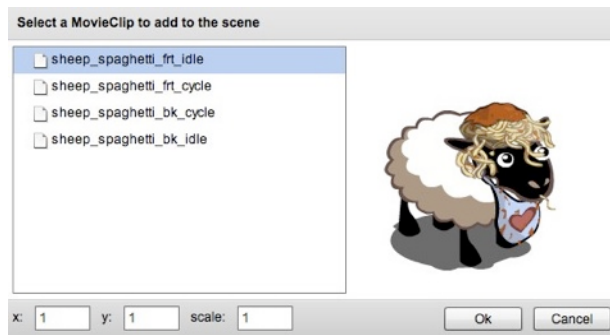 Select a MovieClip to add to the scene
sheep_spaghetti_frt_idle
sheep_spaghetti_frt_cycle
sheep_spaghetti_bk_cycle
sheep_spaghetti_bk_idle
x: 1 y: 1 scale: 1 Ok Cancel